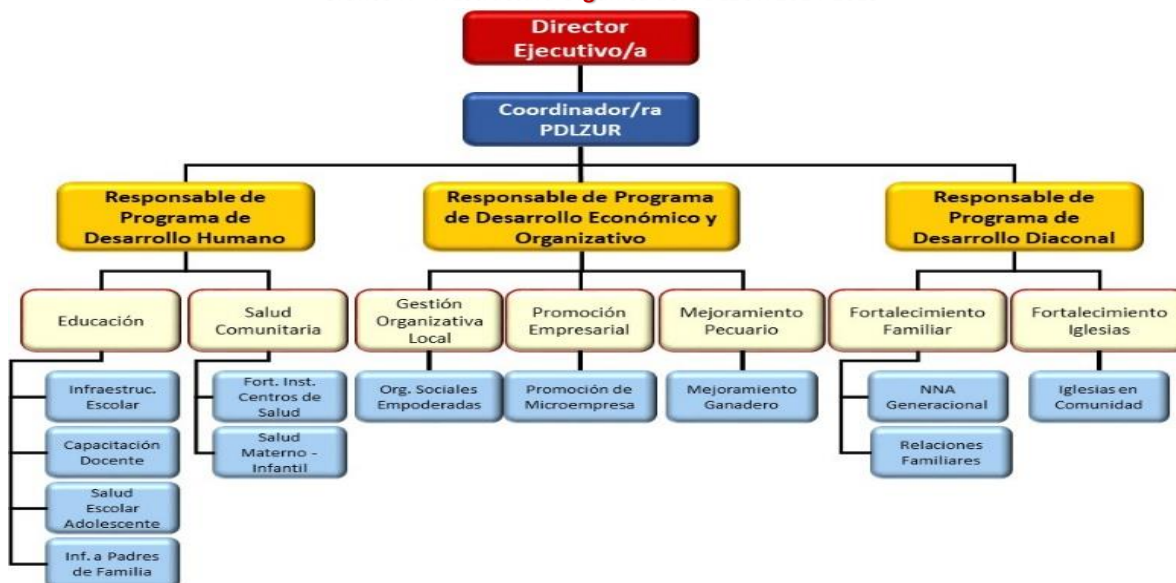 Director
Ejecutivo/a
Coordinador/ra
PDLZUR
Responsable de
Programa de
Desarrollo Humano
Responsable de Programa
de Desarrollo Económico y
Organizativo
Responsable de
Programa de
Desarrollo Diaconal
Educación
Salud
Comunitaria
Gestión
Organizativa
Local
Promoción
Empresarial
Mejoramiento
Pecuario
Fortalecimiento
Familiar
Fortalecimiento
Iglesias
Infraestruc.
Escolar
Capacitación
Docente
Salud
Escolar
Adolescente
Inf. a Padres
de Familia
Fort. Inst.
Centros de
Salud
Salud
Materno -
Infantil
Org. Sociales
Empoderadas
Promoción de
Microempresa
Mejoramiento
Ganadero
NNA
Generacional
Relaciones
Familiares
Iglesias en
Comunidad